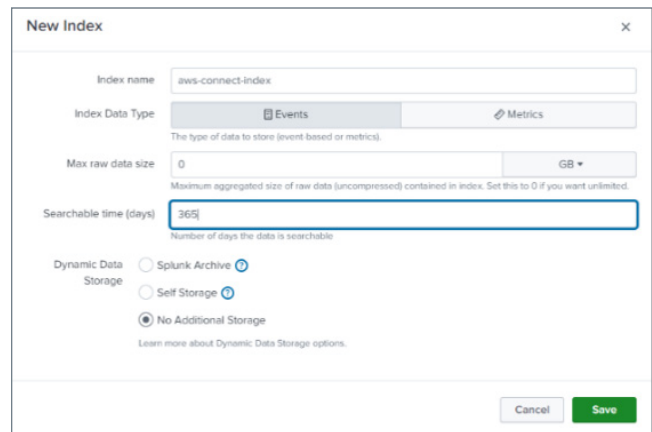 New Index
×
Index name aws-connect-index
Index Data Type Events Metrics
The type of data to store (event-based or metrics).
Max raw data size 0 GB
Maximum aggregated size of raw data (uncompressed) contained in index. Set this to 0 if you want unlimited.
Searchable time (days) 365
Number of days the data is searchable
Dynamic Data Splunk Archive ?
Storage
Self Storage ?
No Additional Storage
Learn more about Dynamic Data Storage options.
Cancel Save